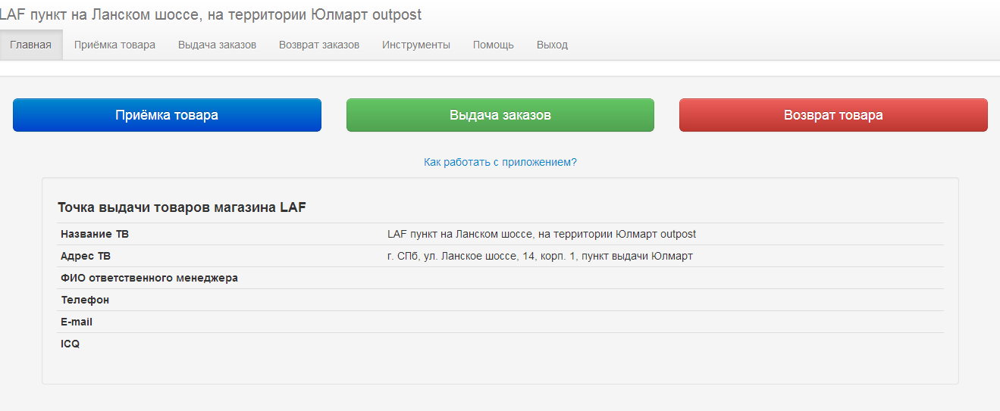 LAF пункт на Ланском шоссе, на территории Юлмарт outpost
Главная Приёмка товара Выдача заказов Возврат заказов Инструменты Помощь Выход
Приёмка товара Выдача заказов Возврат товара
Как работать с приложением?
Точка выдачи товаров магазина LAF
Название ТВ LAF пункт на Ланском шоссе, на территории Юлмарт outpost
Адрес ТВ г. СПб, ул. Ланское шоссе, 14, корп. 1, пункт выдачи Юлмарт
ФИО ответственного менеджера
Телефон
E-mail
ICQ